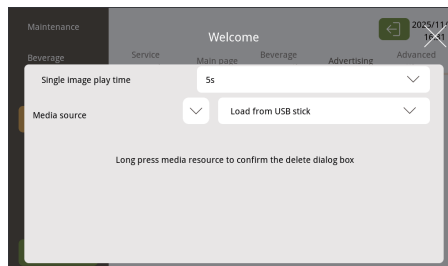 Maintenance
2025/11
16:31
Welcome
Beverage
Service
Main page
Beverage
Advertising
Advanced
Single image play time
5s
Media source
Load from USB stick
Long press media resource to confirm the delete dialog box